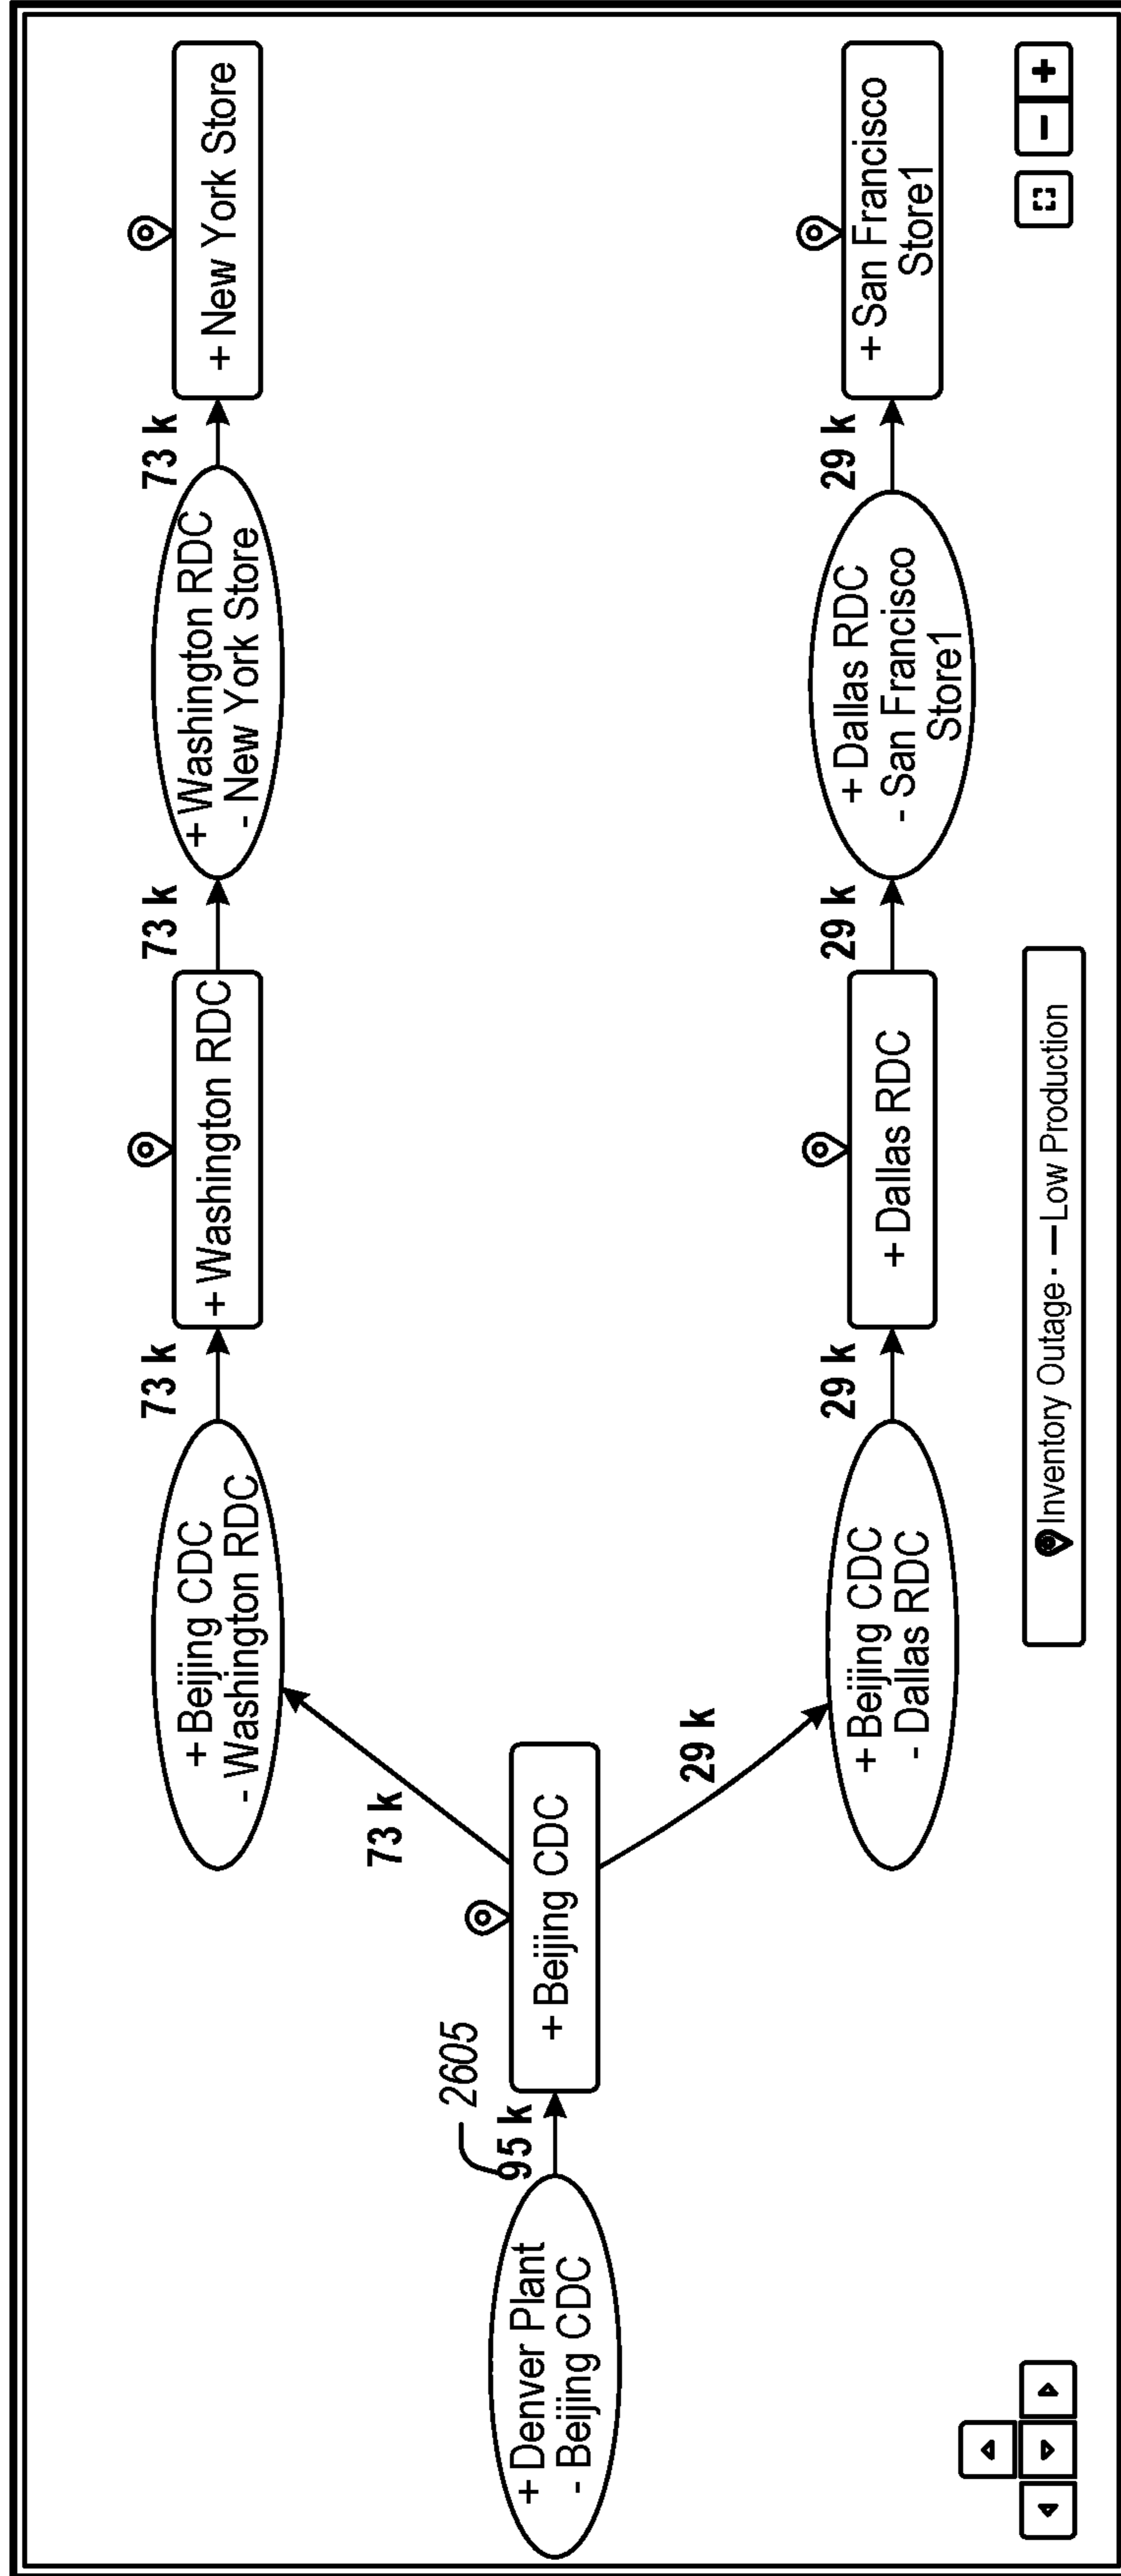 + Denver Plant
- Beijing CDC
95 k
2605
+ Beijing CDC
73 k
29 k
+ Beijing CDC
- Washington RDC
73 k
+ Washington RDC
73 k
+ Washington RDC
- New York Store
73 k
+ New York Store
+ Beijing CDC
- Dallas RDC
29 k
+ Dallas RDC
29 k
+ Dallas RDC
- San Francisco
Store1
29 k
+ San Francisco
Store1
Inventory Outage · — Low Production
− +